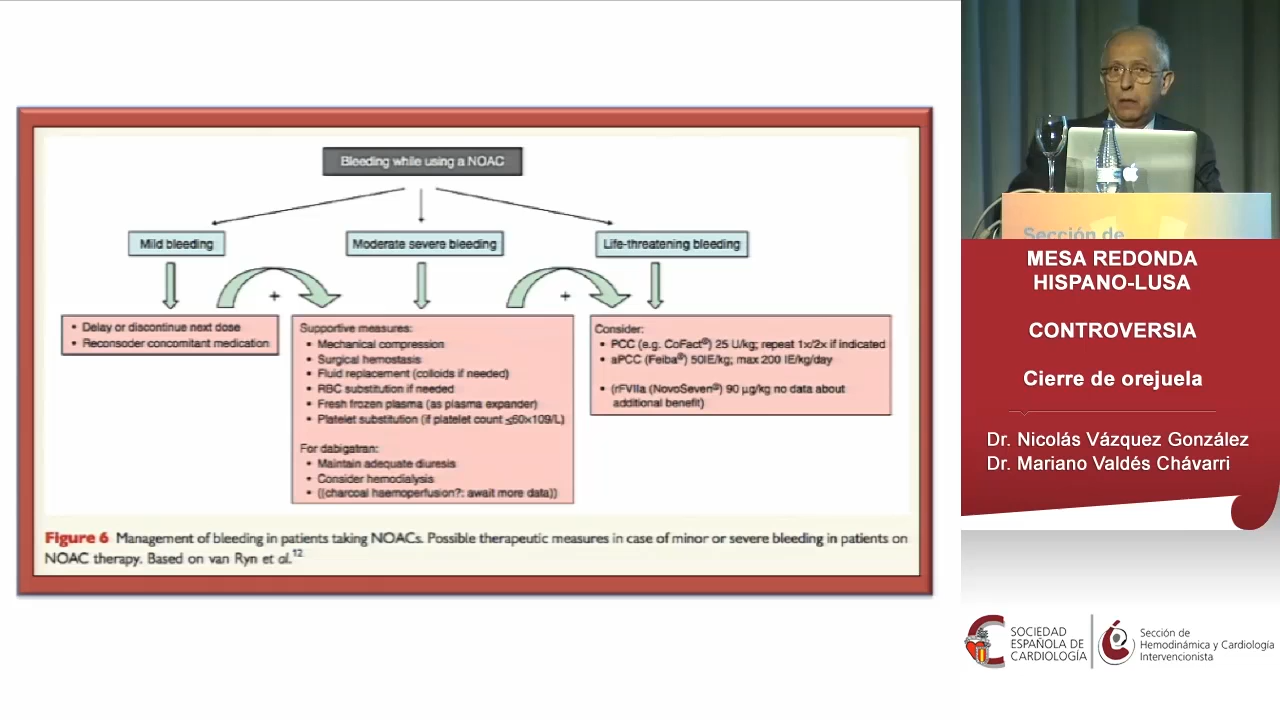 Bleeding while using a NOAC
Mild bleeding
Moderate severe bleeding
Life-threatening bleeding
+
+
• Delay or discontinue next dose
• Reconsoder concomitant medication
Supportive measures:
• Mechanical compression
• Surgical hemostasis
• Fluid replacement (colloids if needed)
• RBC substitution if needed
• Fresh frozen plasma (as plasma expander)
• Platelet substitution (if platelet count ≤60x109/L)
For dabigatran:
• Maintain adequate diuresis
• Consider hemodialysis
• ((charcoal haemoperfusion?: await more data))
Consider:
• PCC (e.g. CoFact®) 25 U/kg; repeat 1x/2x if indicated
• aPCC (Feiba®) 50IE/kg; max 200 IE/kg/day
• (rFVIIa (NovoSeven®) 90 µg/kg no data about
additional benefit)
Figure 6 Management of bleeding in patients taking NOACs. Possible therapeutic measures in case of minor or severe bleeding in patients on
NOAC therapy. Based on van Ryn et al.12
Sección de
MESA REDONDA
HISPANO-LUSA
CONTROVERSIA
Cierre de orejuela
Dr. Nicolás Vázquez González
Dr. Mariano Valdés Chávarri
SOCIEDAD
ESPAÑOLA DE
CARDIOLOGÍA
Sección de
Hemodinámica y Cardiología
Intervencionista